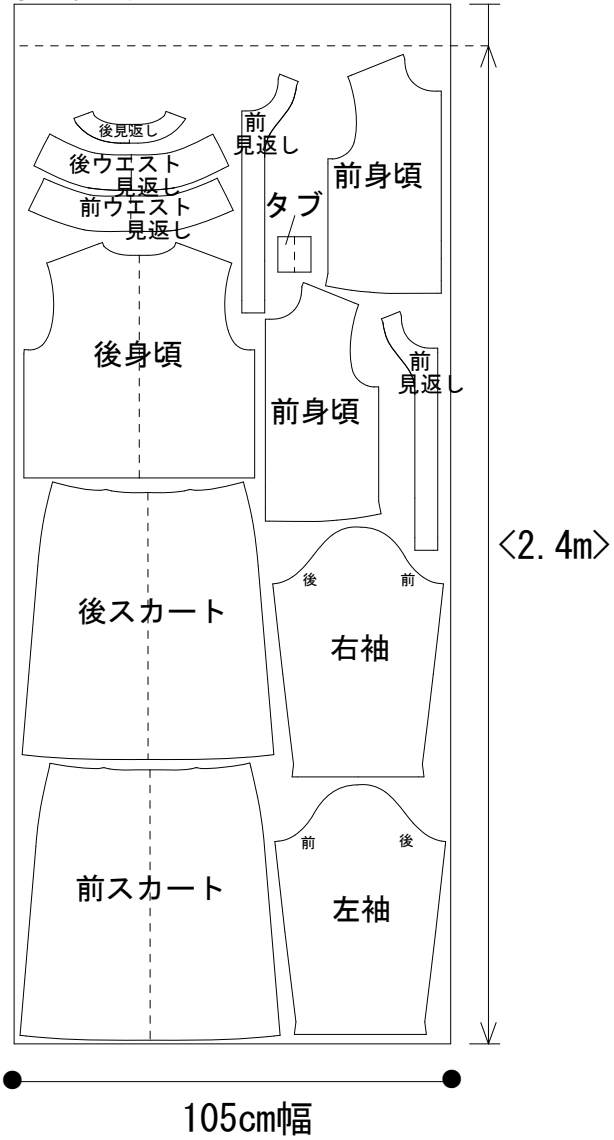 後見返し
後ウエスト
見返し
前ウエスト
見返し
前
見返し
タブ
前身頃
後身頃
前身頃
前
見返し
<2.4m>
後スカート
後
前
右袖
前スカート
前
後
左袖
105cm幅